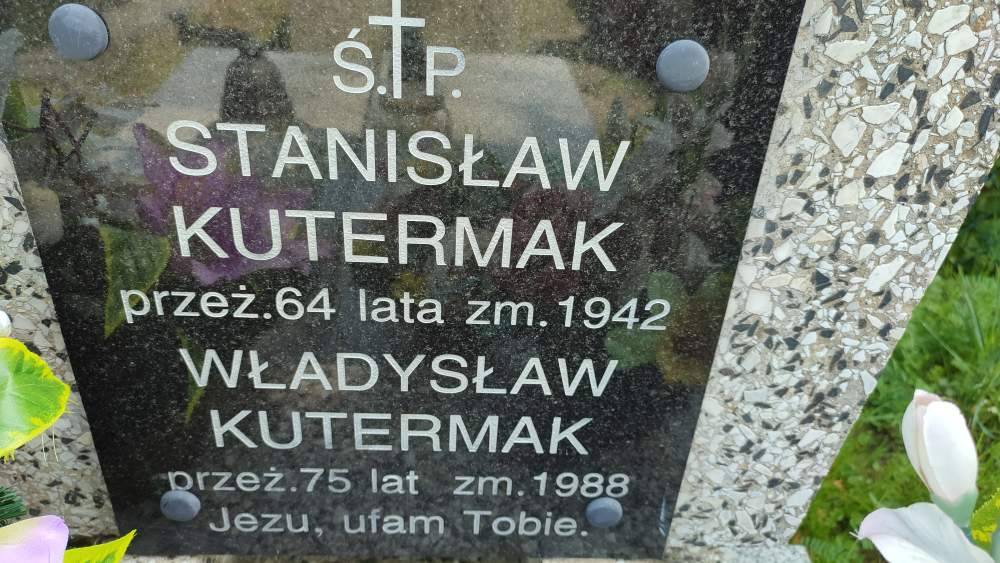 Ś.†P.
STANISŁAW
KUTERMAK
przeż.64 lata zm.1942
WŁADYSŁAW
KUTERMAK
przeż.75 lat zm.1988
Jezu, ufam Tobie.